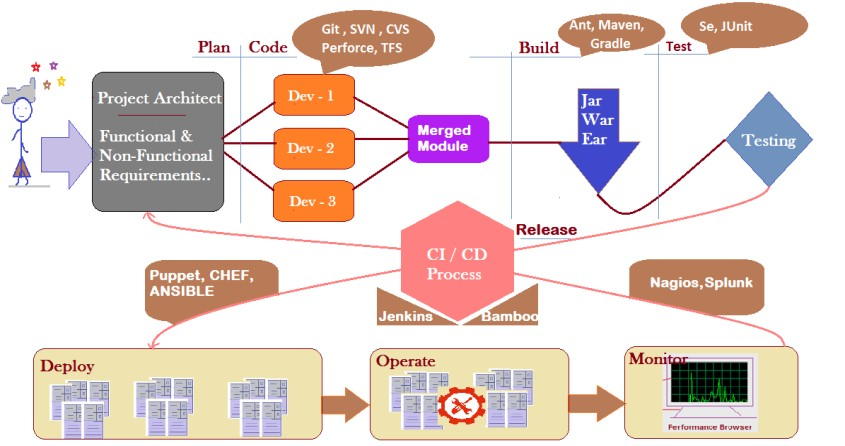 Plan
Code
Git , SVN , CVS
Perforce, TFS
Build
Ant, Maven,
Gradle
Test
Se, JUnit
Project Architect
Functional &
Non-Functional
Requirements..
Dev - 1
Dev - 2
Dev - 3
Merged
Module
Jar
War
Ear
Testing
Release
CI / CD
Process
Jenkins
Bamboo
Puppet, CHEF,
ANSIBLE
Nagios,Splunk
Deploy
Operate
Monitor
Performance Browser